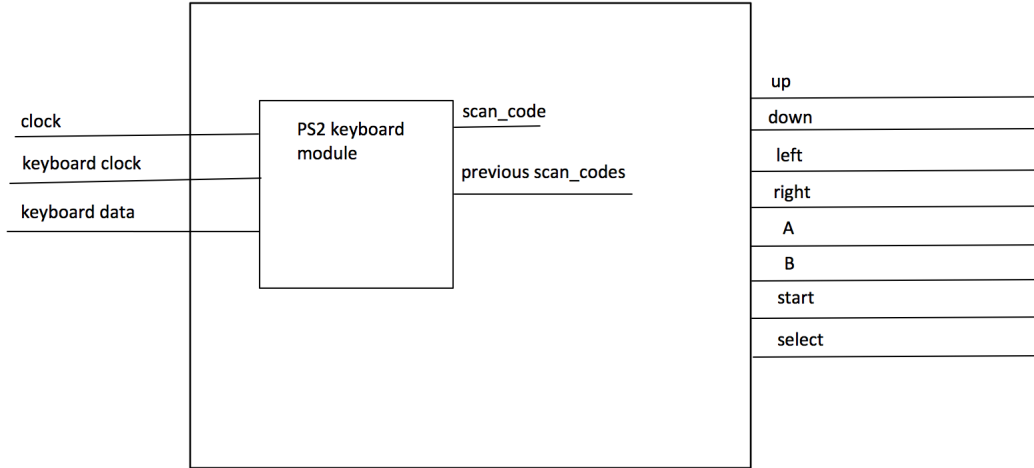 clock
keyboard clock
keyboard data
PS2 keyboard
module
scan_code
previous scan_codes
up
down
left
right
A
B
start
select